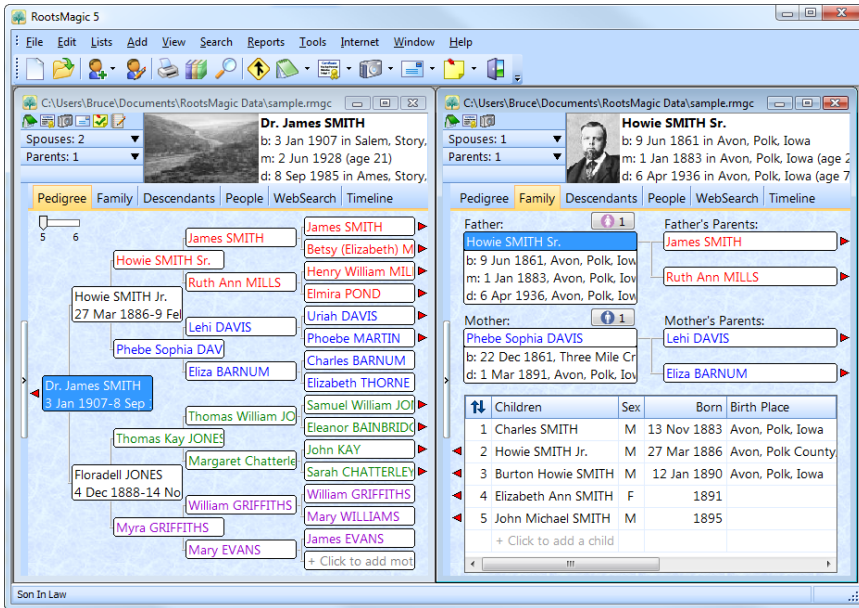 RootsMagic 5
File Edit Lists Add View Search Reports Tools Internet Window Help
C:\Users\Bruce\Documents\RootsMagic Data\sample.rmgc
Spouses: 2
Parents: 1
Dr. James SMITH
b: 3 Jan 1907 in Salem, Story,
m: 2 Jun 1928 (age 21)
d: 8 Sep 1985 in Ames, Story,
Pedigree Family Descendants People WebSearch Timeline
5 6
James SMITH
James SMITH
Betsy (Elizabeth) M
Howie SMITH Sr.
Henry William MIL
Ruth Ann MILLS
Elmira POND
Howie SMITH Jr.
27 Mar 1886-9 Fel
Uriah DAVIS
Lehi DAVIS
Phoebe MARTIN
Phebe Sophia DAV
Charles BARNUM
Eliza BARNUM
Elizabeth THORNE
Dr. James SMITH
3 Jan 1907-8 Sep
Samuel William JO
Thomas William JO
Eleanor BAINBRIDG
Thomas Kay JONES
John KAY
Margaret Chatterle
Sarah CHATTERLEY
Floradell JONES
4 Dec 1888-14 No
William GRIFFITHS
William GRIFFITHS
Mary WILLIAMS
Myra GRIFFITHS
James EVANS
Mary EVANS
+ Click to add mot
C:\Users\Bruce\Documents\RootsMagic Data\sample.rmgc
Spouses: 1
Parents: 1
Howie SMITH Sr.
b: 9 Jun 1861 in Avon, Polk, Iowa
m: 1 Jan 1883 in Avon, Polk, Iowa (age 2
d: 6 Apr 1936 in Avon, Polk, Iowa (age 7
Pedigree Family Descendants People WebSearch Timeline
Father: 1
Howie SMITH Sr.
b: 9 Jun 1861, Avon, Polk, Iow
m: 1 Jan 1883, Avon, Polk, Iov
d: 6 Apr 1936, Avon, Polk, Iow
Father's Parents:
James SMITH
Ruth Ann MILLS
Mother: 1
Phebe Sophia DAVIS
b: 22 Dec 1861, Three Mile Cr
d: 1 Mar 1891, Avon, Polk, Iov
Mother's Parents:
Lehi DAVIS
Eliza BARNUM
Children Sex Born Birth Place
1 Charles SMITH M 13 Nov 1883 Avon, Polk, Iowa
2 Howie SMITH Jr. M 27 Mar 1886 Avon, Polk County,
3 Burton Howie SMITH M 12 Jan 1890 Avon, Polk, Iowa
4 Elizabeth Ann SMITH F 1891
5 John Michael SMITH M 1895
+ Click to add a child
Son In Law